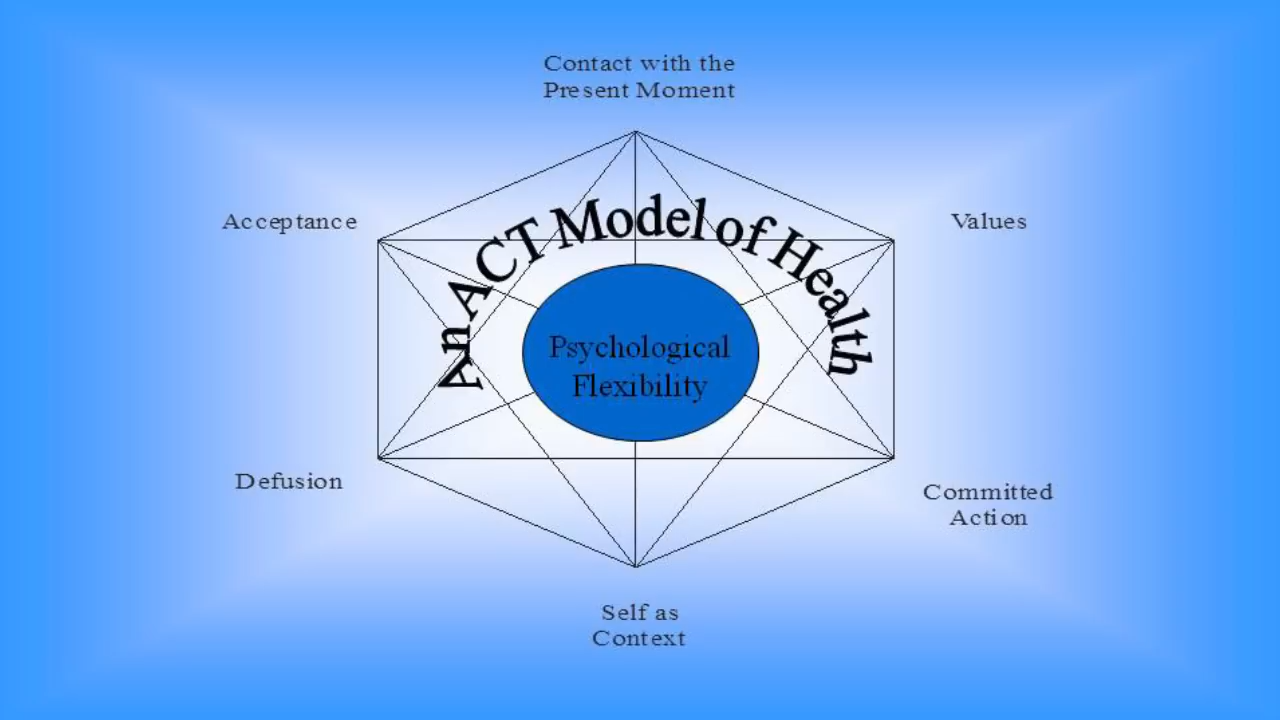 Contact with the
Present Moment
An ACT Model of Health
Acceptance
Values
Psychological
Flexibility
Defusion
Committed
Action
Self as
Context